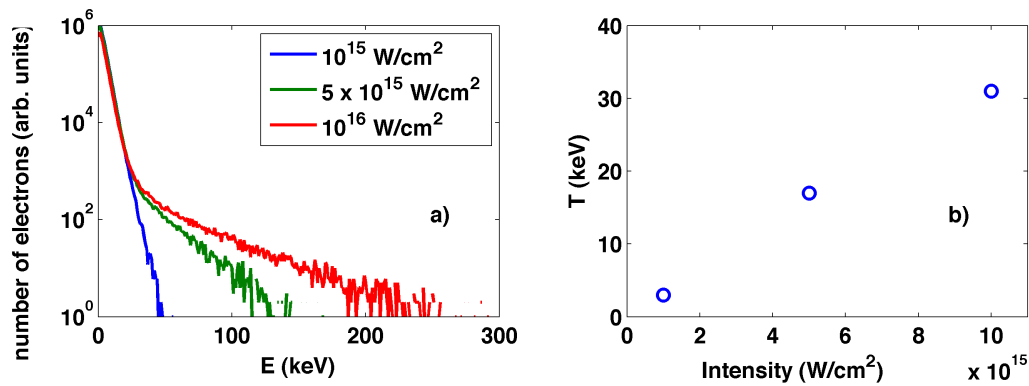 10^6
10^4
10^2
10^0
number of electrons (arb. units)
10^15 W/cm^2
5 x 10^15 W/cm^2
10^16 W/cm^2
a)
0 100 200 300
E (keV)
40
30
20
10
0
T (keV)
b)
0 2 4 6 8 10
Intensity (W/cm^2)
x 10^15